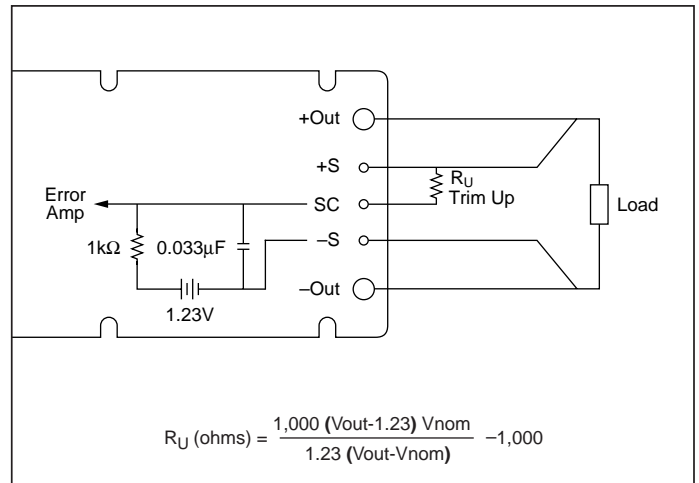 +Out
+S
R_U
Trim Up
Error
Amp
SC
Load
1kΩ
0.033µF
–S
–Out
1.23V
R_U (ohms) = 1,000 (Vout-1.23) Vnom / 1.23 (Vout-Vnom) –1,000